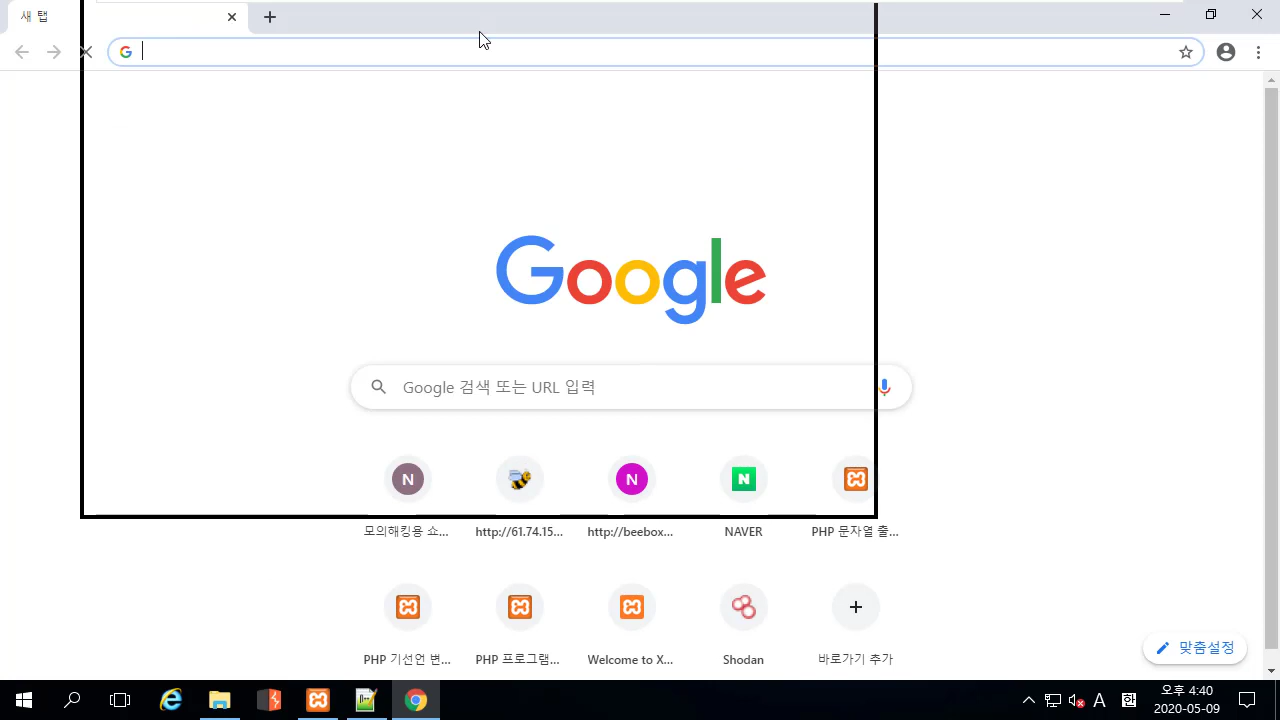 새 탭
Google
Google 검색 또는 URL 입력
N
N
N
모의해킹용 쇼...
http://61.74.15...
http://beebox...
NAVER
PHP 문자열 출...
PHP 기선언 변...
PHP 프로그램...
Welcome to X...
Shodan
바로가기 추가
맞춤설정
A
한
오후 4:40
2020-05-09